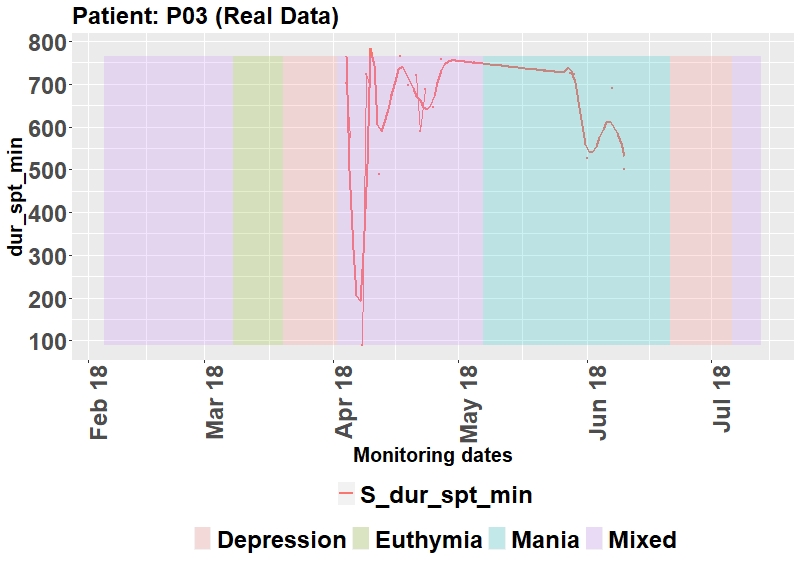 Patient: P03 (Real Data)
800
700
600
500
400
300
200
100
dur_spt_min
Feb 18
Mar 18
Apr 18
May 18
Jun 18
Jul 18
Monitoring dates
S_dur_spt_min
Depression Euthymia Mania Mixed